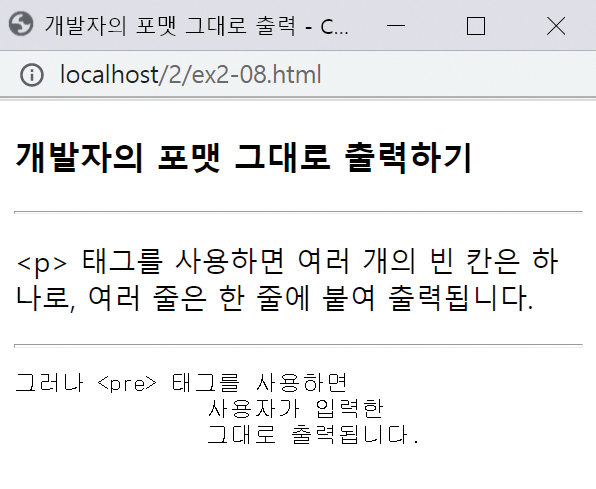 개발자의 포맷 그대로 출력 - C...
localhost/2/ex2-08.html
개발자의 포맷 그대로 출력하기
<p> 태그를 사용하면 여러 개의 빈 칸은 하
나로, 여러 줄은 한 줄에 붙여 출력됩니다.
그러나 <pre> 태그를 사용하면
사용자가 입력한
그대로 출력됩니다.